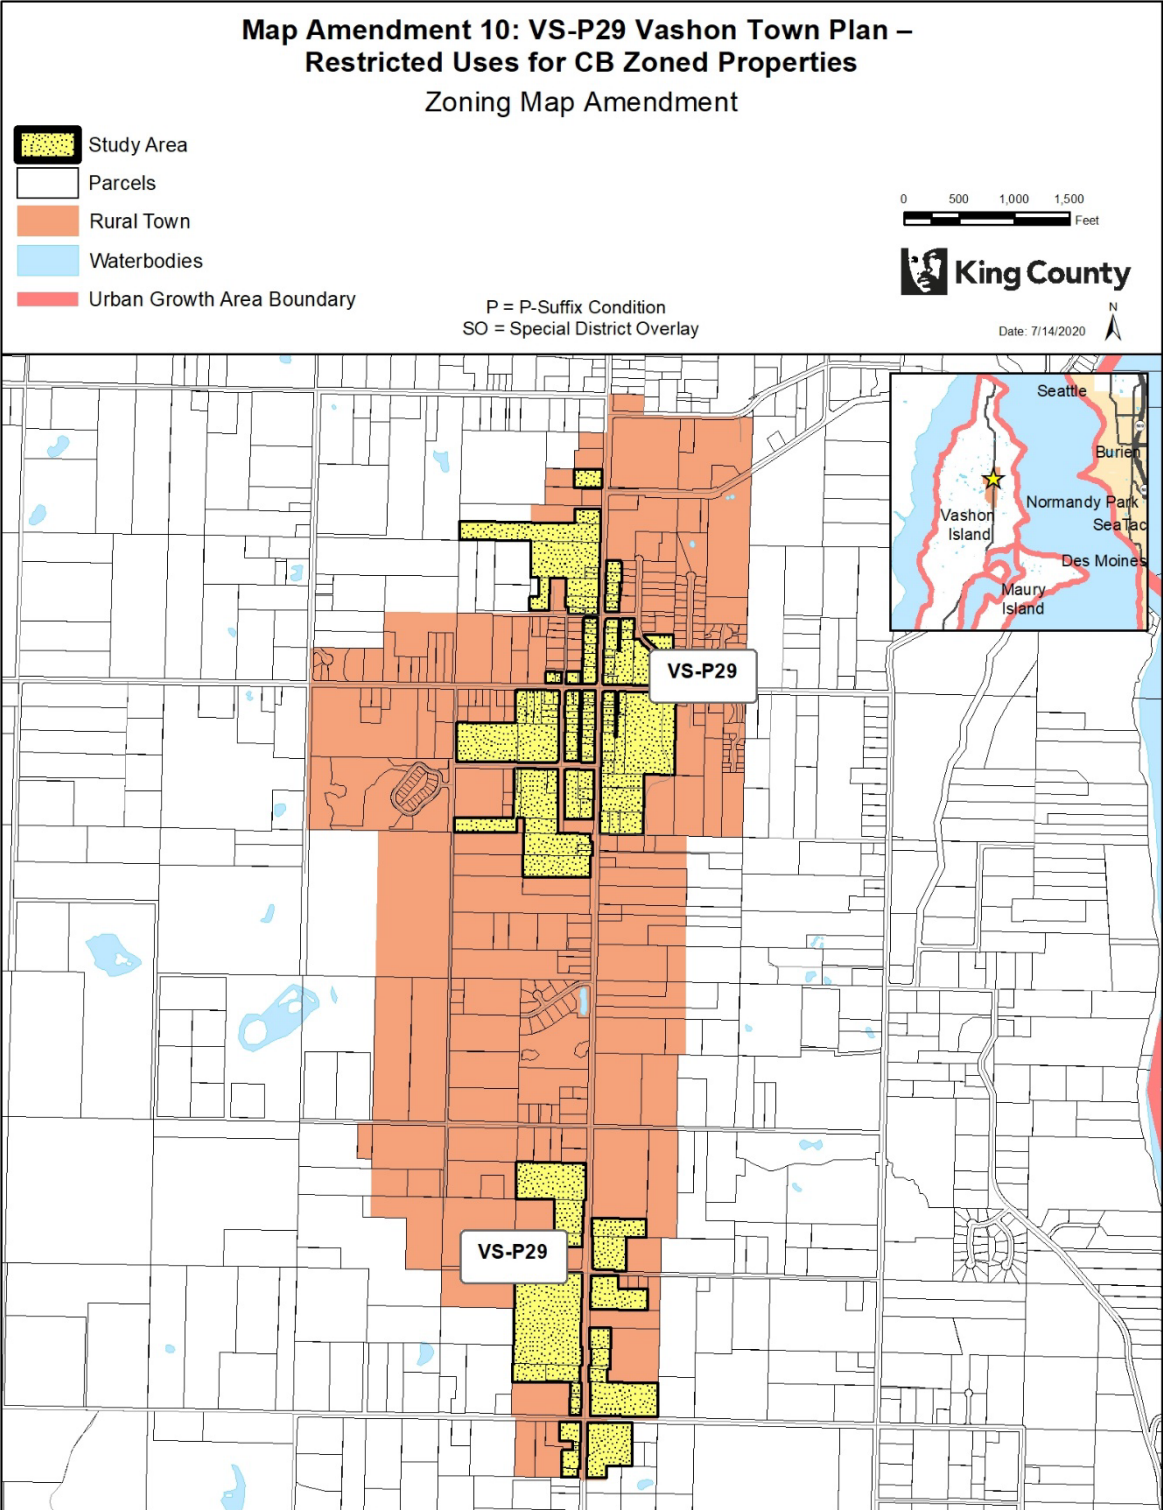 Map Amendment 10: VS-P29 Vashon Town Plan –
Restricted Uses for CB Zoned Properties
Zoning Map Amendment
Study Area
Parcels
Rural Town
Waterbodies
Urban Growth Area Boundary
P = P-Suffix Condition
SO = Special District Overlay
0 500 1,000 1,500
Feet
King County
N
Date: 7/14/2020
Seattle
Burien
Normandy Park
SeaTac
Vashon
Island
Des Moines
Maury
Island
VS-P29
VS-P29